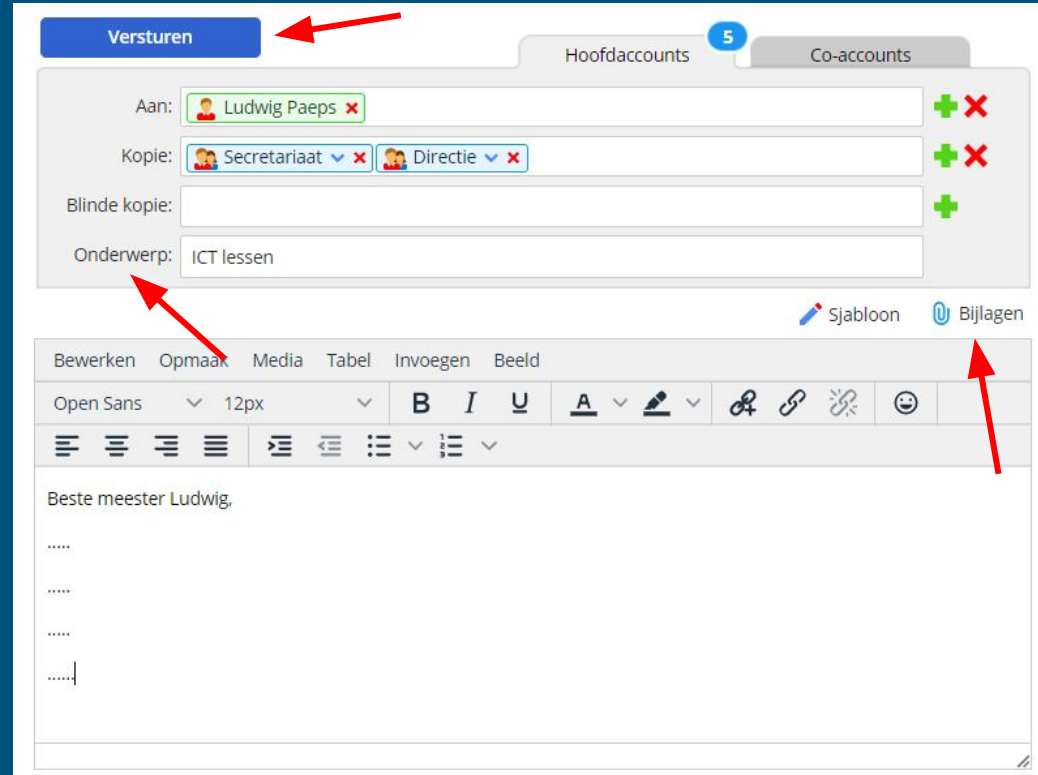 Versturen
Hoofdaccounts 5 Co-accounts
Aan: Ludwig Paeps
Kopie: Secretariaat Directie
Blinde kopie:
Onderwerp: ICT lessen
Sjabloon Bijlagen
Bewerken Opmaak Media Tabel Invoegen Beeld
Open Sans 12px B I U A
Beste meester Ludwig,
.....
.....
.....
......